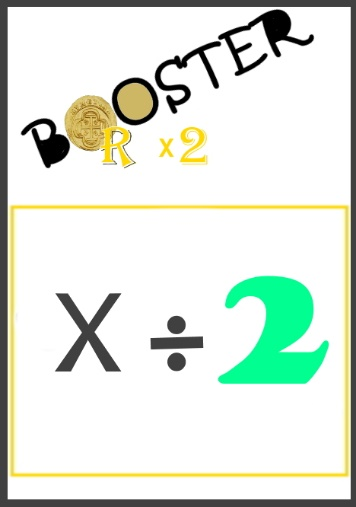 BOOSTER
R x2
X ÷ 2